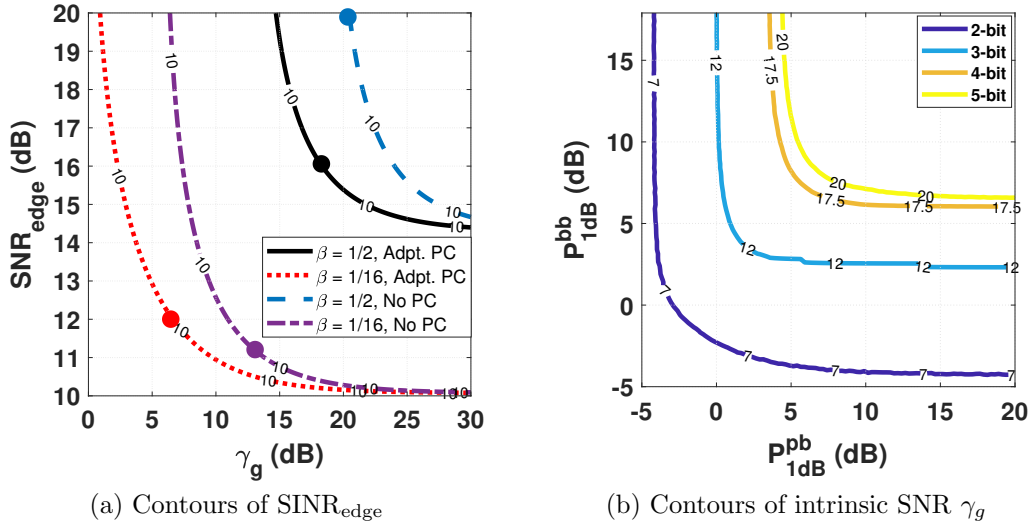 20
19
18
17
16
15
14
13
12
11
10
SNR_edge (dB)
0 5 10 15 20 25 30
γ_g (dB)
10 10 10 10
10 10 10
10 10 10
10 10 10 10
β = 1/2, Adpt. PC
β = 1/16, Adpt. PC
β = 1/2, No PC
β = 1/16, No PC
(a) Contours of SINR_edge
15
10
5
0
-5
P^bb_1dB (dB)
-5 0 5 10 15 20
P^pb_1dB (dB)
7 12 17.5 20
20
17.5 17.5 17.5
12 12 12 12
7 7 7 7 7
2-bit
3-bit
4-bit
5-bit
(b) Contours of intrinsic SNR γ_g